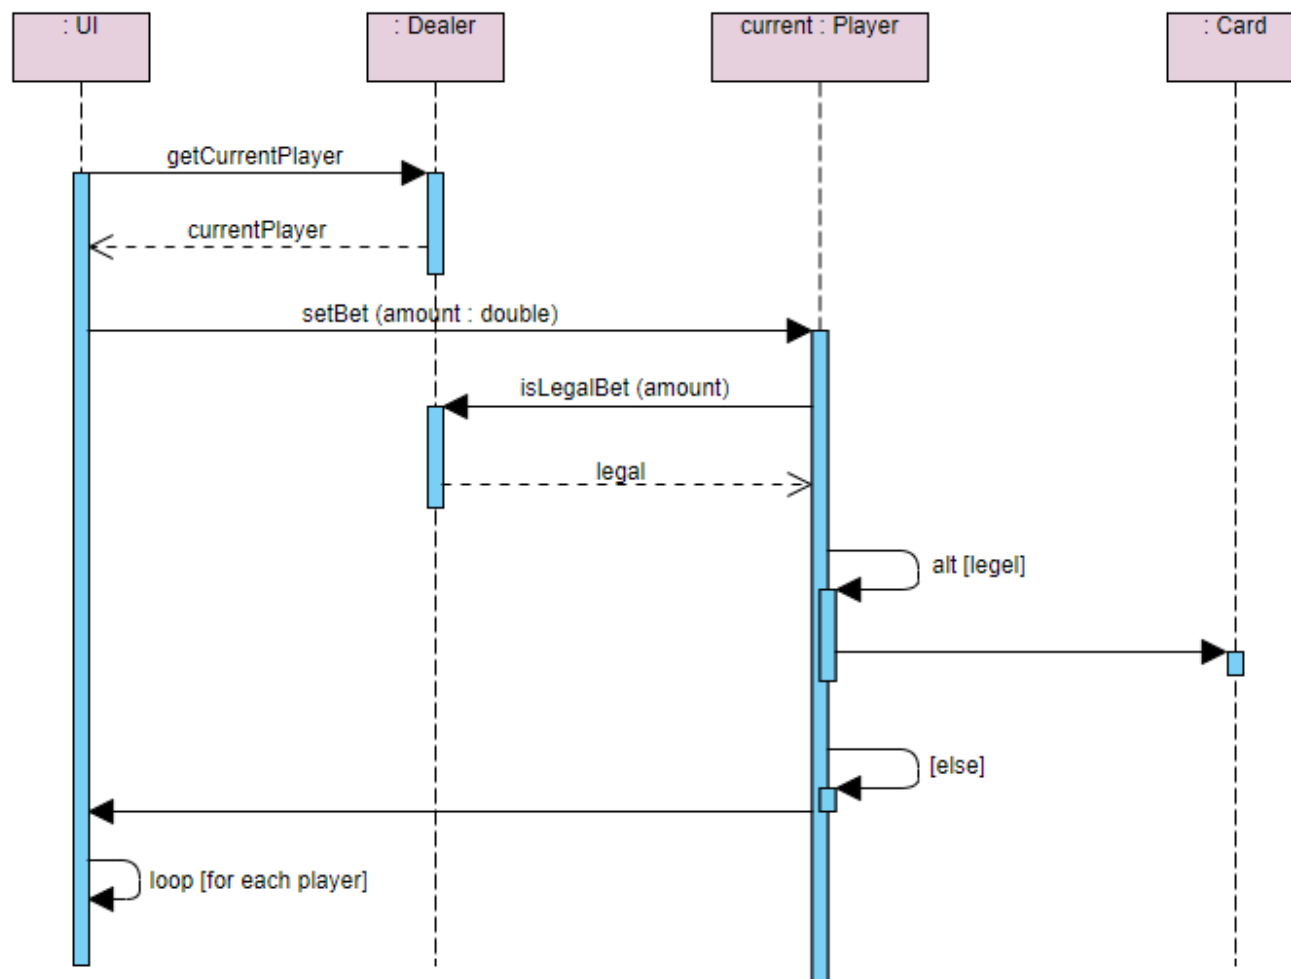 : UI
: Dealer
current : Player
: Card
getCurrentPlayer
currentPlayer
setBet (amount : double)
isLegalBet (amount)
legal
alt [legel]
[else]
loop [for each player]